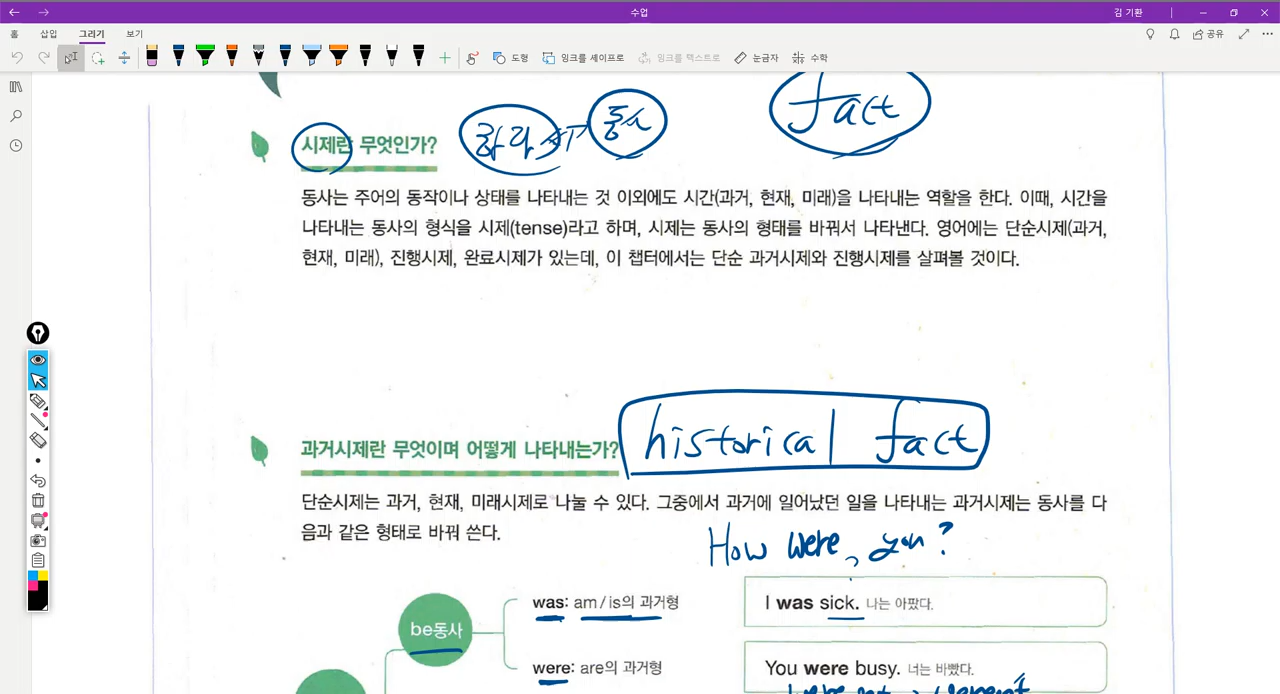 수업
김 기환
홈 삽입 그리기 보기
공유
도형 잉크를 셰이프로 잉크를 텍스트로 눈금자 수학
fact
동사
시제란 무엇인가?
동사는 주어의 동작이나 상태를 나타내는 것 이외에도 시간(과거, 현재, 미래)을 나타내는 역할을 한다. 이때, 시간을
나타내는 동사의 형식을 시제(tense)라고 하며, 시제는 동사의 형태를 바꿔서 나타낸다. 영어에는 단순시제(과거,
현재, 미래), 진행시제, 완료시제가 있는데, 이 챕터에서는 단순 과거시제와 진행시제를 살펴볼 것이다.
historical fact
과거시제란 무엇이며 어떻게 나타내는가?
단순시제는 과거, 현재, 미래시제로 나눌 수 있다. 그중에서 과거에 일어났던 일을 나타내는 과거시제는 동사를 다
음과 같은 형태로 바꿔 쓴다.
How were, you?
be동사
was: am/is의 과거형
I was sick. 나는 아팠다.
were: are의 과거형
You were busy. 너는 바빴다.